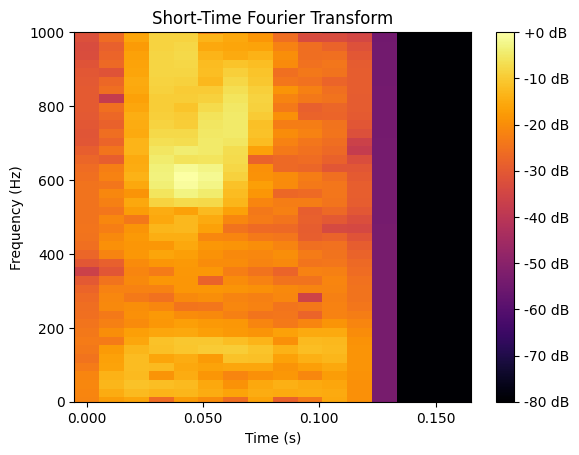 Short-Time Fourier Transform
1000
800
600
400
200
0
Frequency (Hz)
0.000
0.050
0.100
0.150
Time (s)
+0 dB
-10 dB
-20 dB
-30 dB
-40 dB
-50 dB
-60 dB
-70 dB
-80 dB